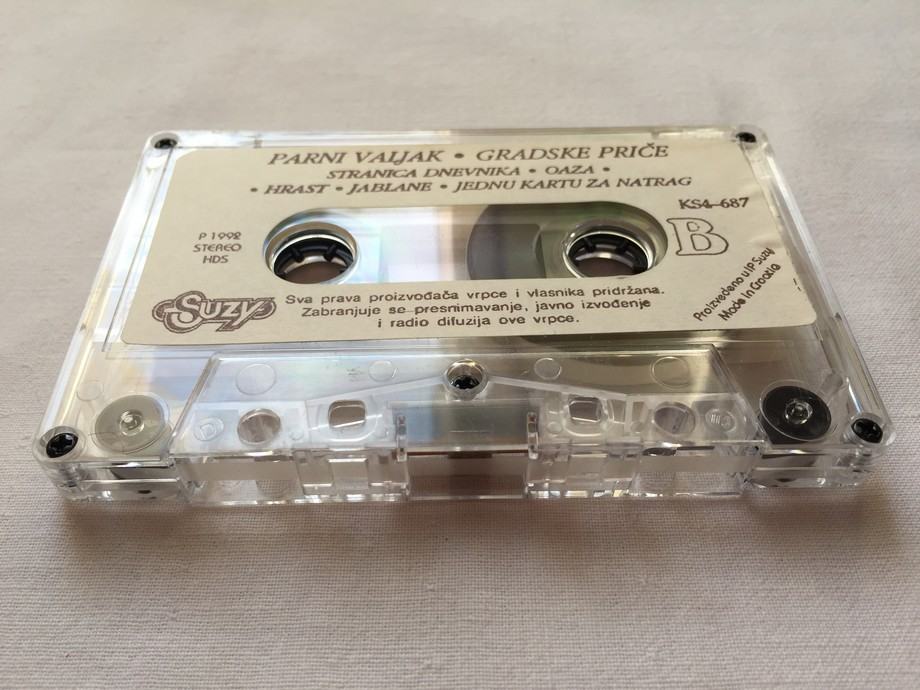 PARNI VALJAK • GRADSKE PRIČE
STRANICA DNEVNIKA • OAZA •
• HRAST • JABLANE • JEDNU KARTU ZA NATRAG
KS4-687
B
P 1992
STEREO
HDS
SUZY
Sva prava proizvođača vrpce i vlasnika pridržana.
Zabranjuje se presnimavanje, javno izvođenje
i radio difuzija ove vrpce.
Proizvedeno u IP Suzy
Made In Croatia